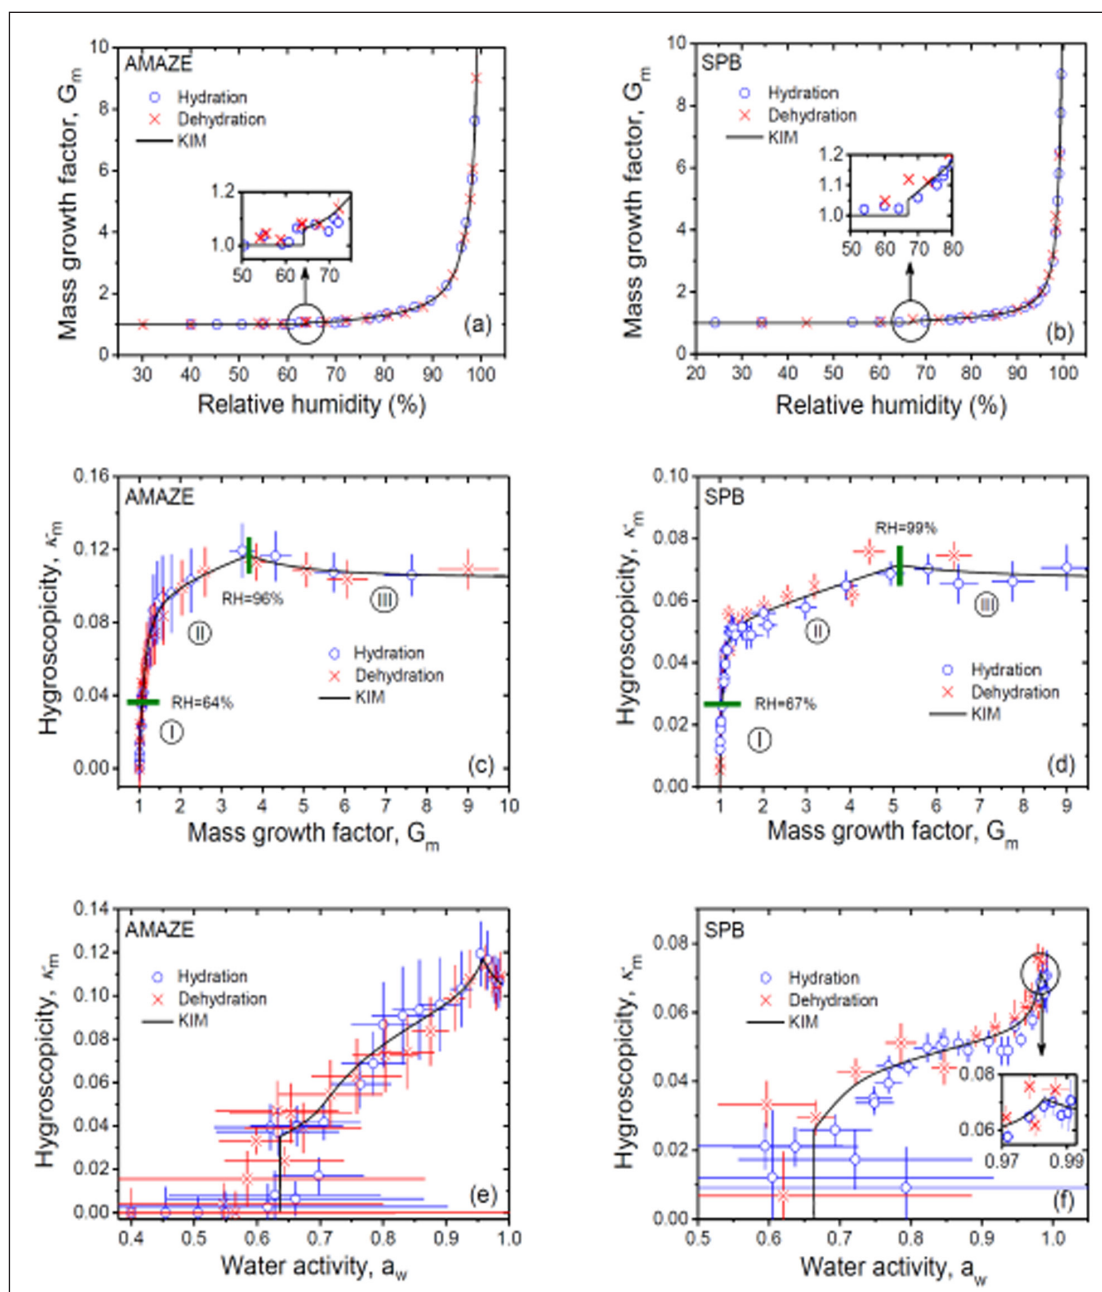 AMAZE
Hydration
Dehydration
KIM
Mass growth factor, Gm
10
8
6
4
2
0
1.2
1.1
1.0
50 60 70
(a)
30 40 50 60 70 80 90 100
Relative humidity (%)
SPB
Hydration
Dehydration
KIM
Mass growth factor, Gm
10
8
6
4
2
0
1.2
1.1
1.0
50 60 70 80
(b)
20 30 40 50 60 70 80 90 100
Relative humidity (%)
AMAZE
Hygroscopicity, κm
0.16
0.12
0.08
0.04
0.00
RH=96%
III
II
Hydration
Dehydration
KIM
RH=64%
I
(c)
1 2 3 4 5 6 7 8 9 10
Mass growth factor, Gm
SPB
Hygroscopicity, κm
0.10
0.08
0.06
0.04
0.02
0.00
RH=99%
III
II
Hydration
Dehydration
KIM
RH=67%
I
(d)
1 2 3 4 5 6 7 8 9
Mass growth factor, Gm
AMAZE
Hydration
Dehydration
KIM
Hygroscopicity, κm
0.14
0.12
0.10
0.08
0.06
0.04
0.02
0.00
(e)
0.4 0.5 0.6 0.7 0.8 0.9 1.0
Water activity, aw
SPB
Hydration
Dehydration
KIM
Hygroscopicity, κm
0.08
0.06
0.04
0.02
0.00
0.08
0.06
0.97 0.99
(f)
0.5 0.6 0.7 0.8 0.9 1.0
Water activity, aw